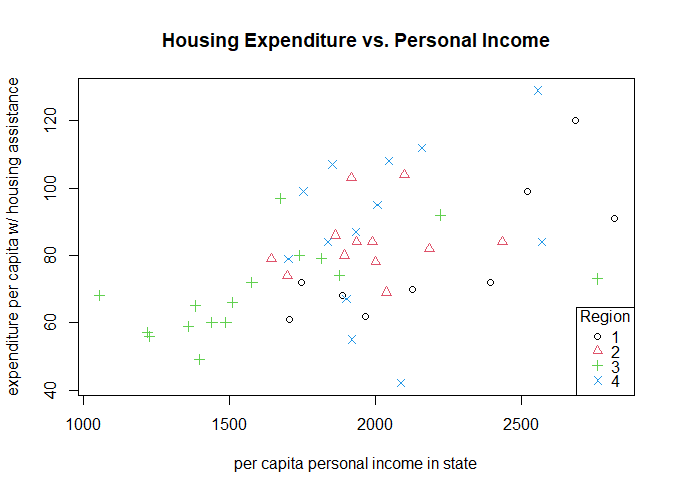 Housing Expenditure vs. Personal Income
expenditure per capita w/ housing assistance
120
100
80
60
40
Region
1
2
3
4
1000 1500 2000 2500
per capita personal income in state